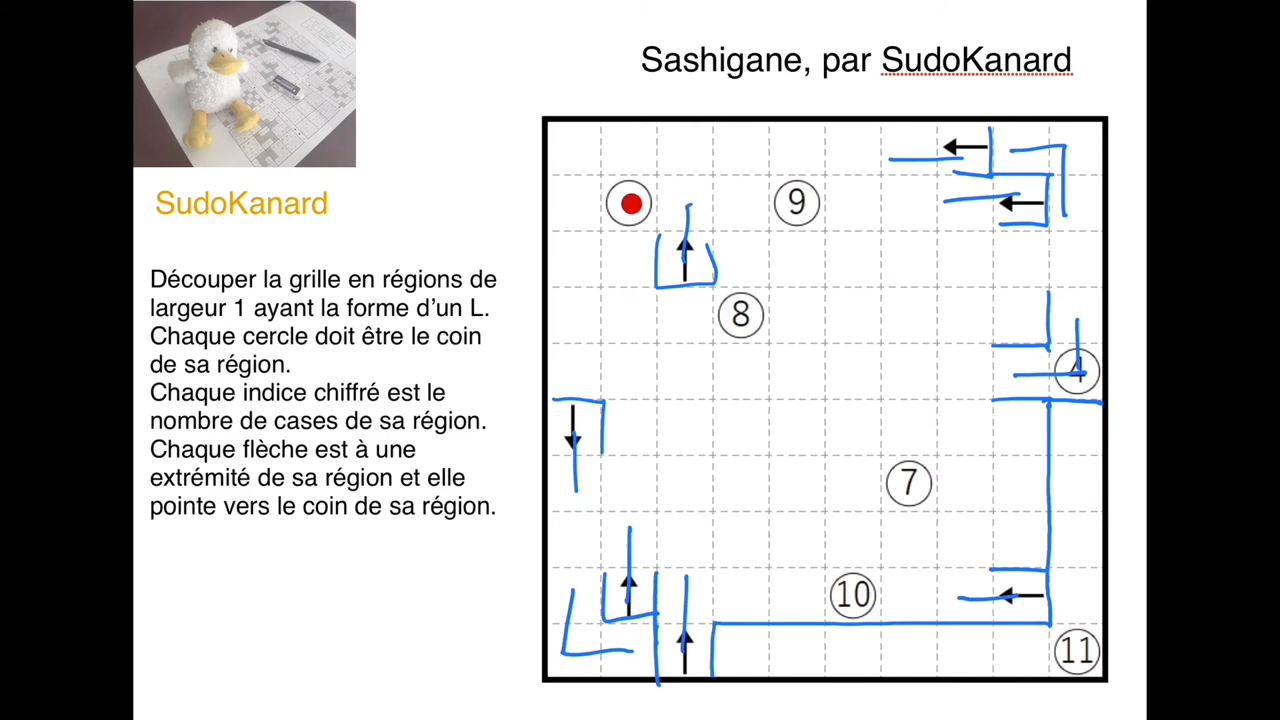 Sashigane, par SudoKanard
SudoKanard
Découper la grille en régions de
largeur 1 ayant la forme d’un L.
Chaque cercle doit être le coin
de sa région.
Chaque indice chiffré est le
nombre de cases de sa région.
Chaque flèche est à une
extrémité de sa région et elle
pointe vers le coin de sa région.
9
8
4
7
10
11